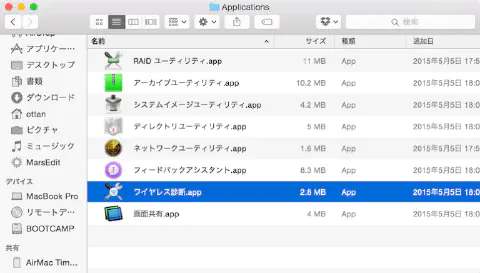 Applications
検索
名前 サイズ 種類 追加日
RAID ユーティリティ.app 11 MB App 2015年5月5日 17:5
アーカイブユーティリティ.app 10.2 MB App 2015年5月5日 18:0
システムイメージユーティリティ.app 4.2 MB App 2015年5月5日 18:0
ディレクトリユーティリティ.app 5 MB App 2015年5月5日 18:0
ネットワークユーティリティ.app 1.6 MB App 2015年5月5日 18:0
フィードバックアシスタント.app 8.3 MB App 2015年5月5日 18:0
ワイヤレス診断.app 2.8 MB App 2015年5月5日 18:0
画面共有.app 4 MB App 2015年5月5日 18:0
AirDrop
アプリケー...
デスクトップ
書類
ダウンロード
ottan
ピクチャ
ミュージック
MarsEdit
デバイス
MacBook Pro
リモートデ...
BOOTCAMP
共有
AirMac Tim...